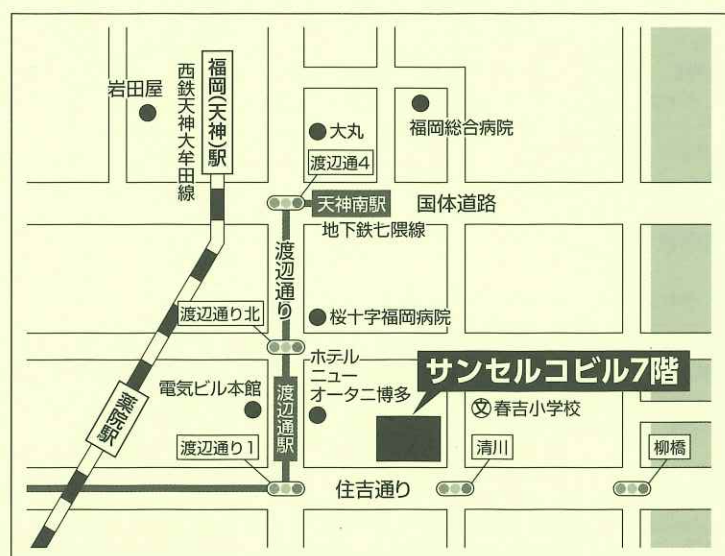 岩田屋
西鉄天神大牟田線
福岡(天神)駅
大丸
福岡総合病院
渡辺通4
天神南駅
国体道路
地下鉄七隈線
渡辺通り
渡辺通り北
桜十字福岡病院
ホテル
ニュー
オータニ博多
サンセルコビル7階
電気ビル本館
渡辺通駅
薬院駅
文
春吉小学校
渡辺通り1
清川
柳橋
住吉通り